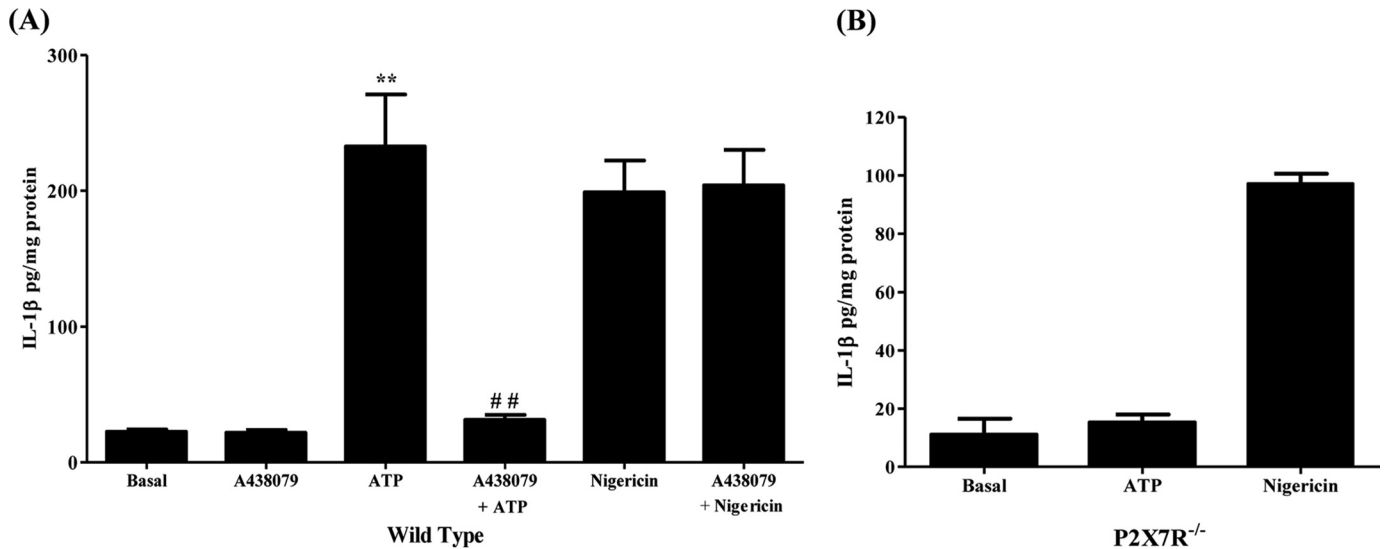 (A)
300
200
100
0
IL-1β pg/mg protein
**
# #
Basal
A438079
ATP
A438079
+ ATP
Nigericin
A438079
+ Nigericin
Wild Type
(B)
120
100
80
60
40
20
0
IL-1β pg/mg protein
Basal
ATP
Nigericin
P2X7R-/-